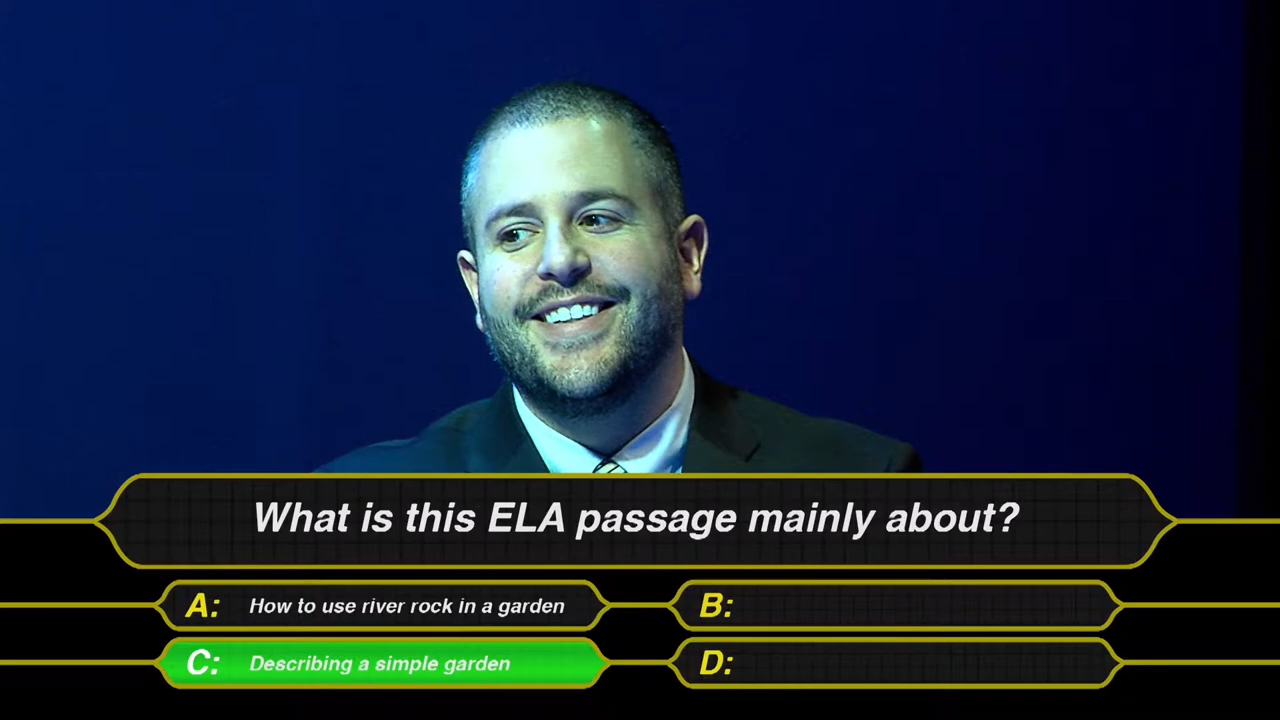 What is this ELA passage mainly about?
A: How to use river rock in a garden
B:
C: Describing a simple garden
D: